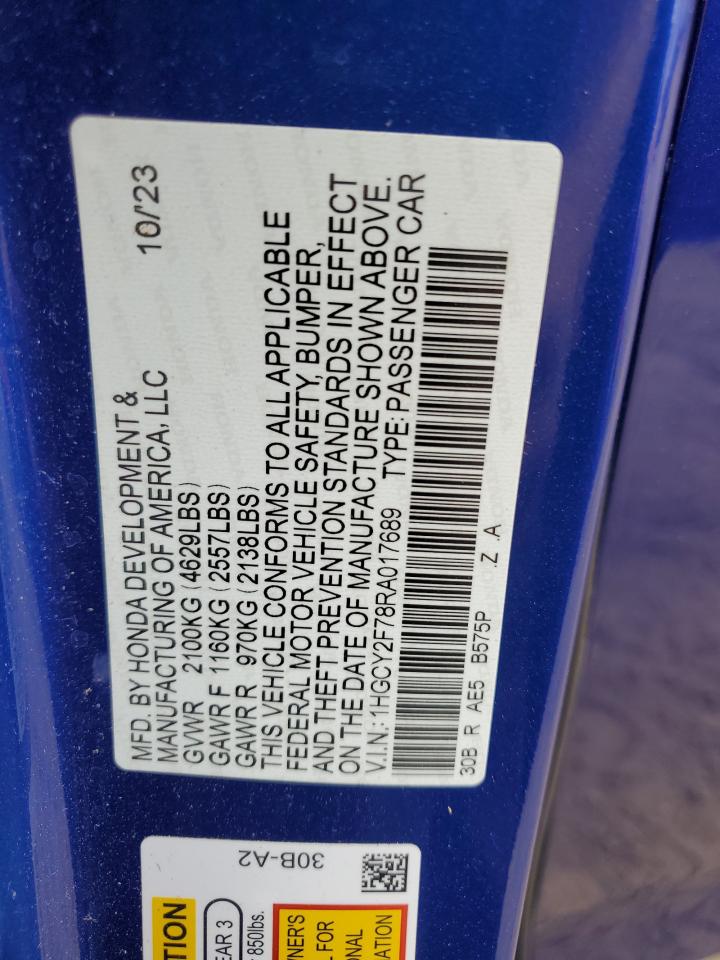 MFD. BY HONDA DEVELOPMENT & 10/'23
MANUFACTURING OF AMERICA, LLC
GVWR 2100KG (4629LBS)
GAWR F 1160KG (2557LBS)
GAWR R 970KG (2138LBS)
THIS VEHICLE CONFORMS TO ALL APPLICABLE
FEDERAL MOTOR VEHICLE SAFETY, BUMPER,
AND THEFT PREVENTION STANDARDS IN EFFECT
ON THE DATE OF MANUFACTURE SHOWN ABOVE.
V.I.N.: 1HGCY2F78RA017689 TYPE: PASSENGER CAR
30B R AE5 B575P .Z .A
30B-A2
TION
EAR 3
850lbs.
NER'S
L FOR
ONAL
ATION